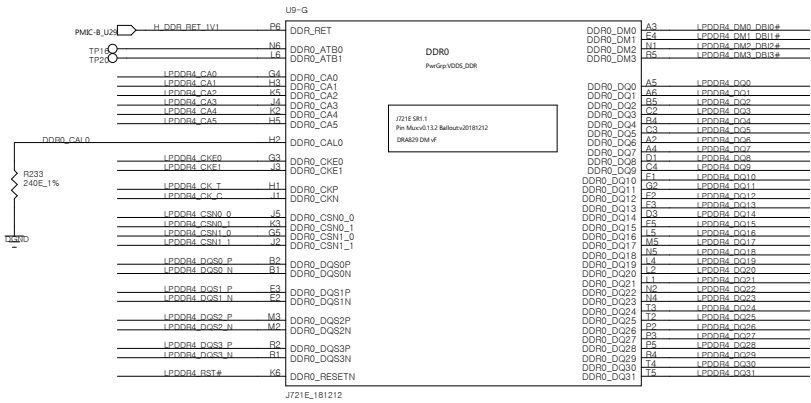 U9-G
PMIC-B_U29 H_DDR_RET_1V1 P6 DDR_RET
TP16 N6 DDR0_ATB0
TP20 L6 DDR0_ATB1
LPDDR4_CA0 G4 DDR0_CA0
LPDDR4_CA1 H3 DDR0_CA1
LPDDR4_CA2 K5 DDR0_CA2
LPDDR4_CA3 J4 DDR0_CA3
LPDDR4_CA4 K2 DDR0_CA4
LPDDR4_CA5 H5 DDR0_CA5
DDR0_CAL0 H2 DDR0_CAL0
R233
240E_1%
DGND
LPDDR4_CKE0 G3 DDR0_CKE0
LPDDR4_CKE1 J3 DDR0_CKE1
LPDDR4_CK_T H1 DDR0_CKP
LPDDR4_CK_C J1 DDR0_CKN
LPDDR4_CSN0_0 J5 DDR0_CSN0_0
LPDDR4_CSN0_1 K3 DDR0_CSN0_1
LPDDR4_CSN1_0 G5 DDR0_CSN1_0
LPDDR4_CSN1_1 J2 DDR0_CSN1_1
LPDDR4_DQS0_P B2 DDR0_DQS0P
LPDDR4_DQS0_N B1 DDR0_DQS0N
LPDDR4_DQS1_P E3 DDR0_DQS1P
LPDDR4_DQS1_N E2 DDR0_DQS1N
LPDDR4_DQS2_P M3 DDR0_DQS2P
LPDDR4_DQS2_N M2 DDR0_DQS2N
LPDDR4_DQS3_P R2 DDR0_DQS3P
LPDDR4_DQS3_N R1 DDR0_DQS3N
LPDDR4_RST# K6 DDR0_RESETN
DDR0
PwrGrp:VDDS_DDR
J721E SR1.1
Pin Mux:v0.13.2 Ballout:v20181212
DRA829 DM vF
DDR0_DM0 A3 LPDDR4_DM0_DBI0#
DDR0_DM1 E4 LPDDR4_DM1_DBI1#
DDR0_DM2 N1 LPDDR4_DM2_DBI2#
DDR0_DM3 R5 LPDDR4_DM3_DBI3#
DDR0_DQ0 A5 LPDDR4_DQ0
DDR0_DQ1 A6 LPDDR4_DQ1
DDR0_DQ2 B5 LPDDR4_DQ2
DDR0_DQ3 C2 LPDDR4_DQ3
DDR0_DQ4 B4 LPDDR4_DQ4
DDR0_DQ5 C3 LPDDR4_DQ5
DDR0_DQ6 A2 LPDDR4_DQ6
DDR0_DQ7 A4 LPDDR4_DQ7
DDR0_DQ8 D1 LPDDR4_DQ8
DDR0_DQ9 C4 LPDDR4_DQ9
DDR0_DQ10 F1 LPDDR4_DQ10
DDR0_DQ11 G2 LPDDR4_DQ11
DDR0_DQ12 F2 LPDDR4_DQ12
DDR0_DQ13 F3 LPDDR4_DQ13
DDR0_DQ14 D3 LPDDR4_DQ14
DDR0_DQ15 E5 LPDDR4_DQ15
DDR0_DQ16 L5 LPDDR4_DQ16
DDR0_DQ17 M5 LPDDR4_DQ17
DDR0_DQ18 N5 LPDDR4_DQ18
DDR0_DQ19 L4 LPDDR4_DQ19
DDR0_DQ20 L2 LPDDR4_DQ20
DDR0_DQ21 L1 LPDDR4_DQ21
DDR0_DQ22 N2 LPDDR4_DQ22
DDR0_DQ23 N4 LPDDR4_DQ23
DDR0_DQ24 T3 LPDDR4_DQ24
DDR0_DQ25 T2 LPDDR4_DQ25
DDR0_DQ26 P2 LPDDR4_DQ26
DDR0_DQ27 P3 LPDDR4_DQ27
DDR0_DQ28 P5 LPDDR4_DQ28
DDR0_DQ29 R4 LPDDR4_DQ29
DDR0_DQ30 T4 LPDDR4_DQ30
DDR0_DQ31 T5 LPDDR4_DQ31
J721E_181212